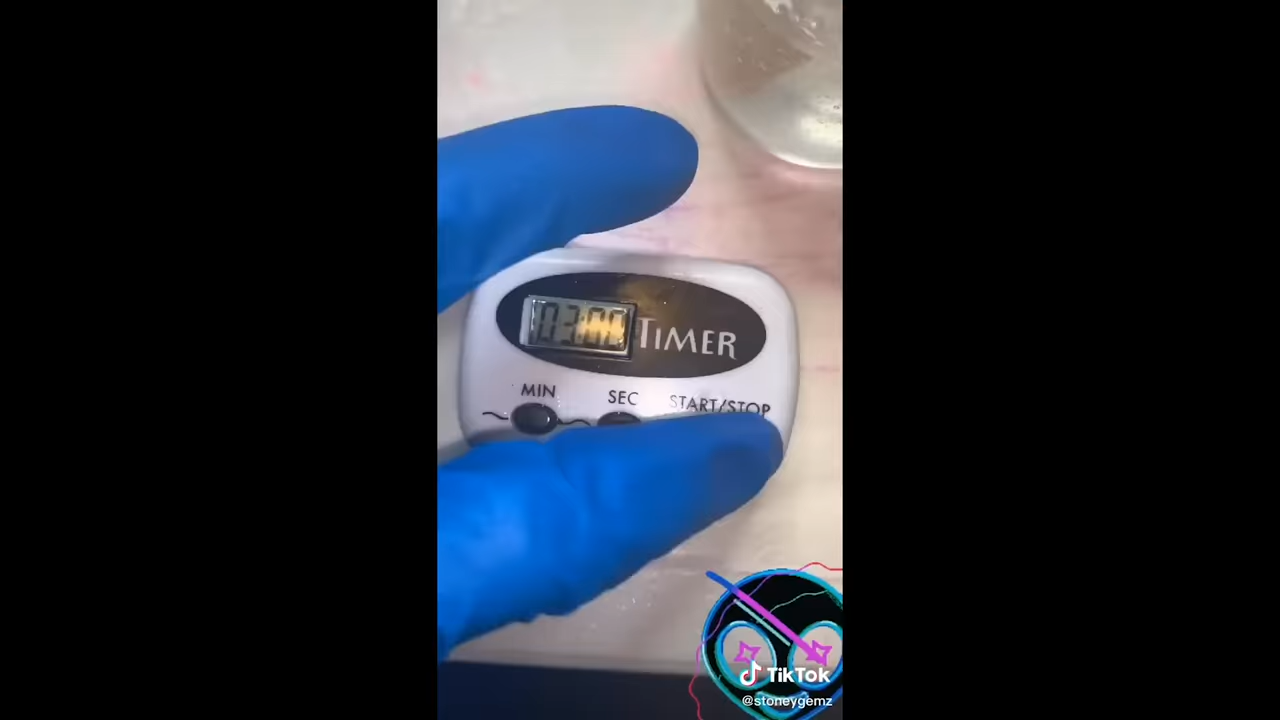 03:00
TIMER
MIN
SEC
START/STOP
TikTok
@stoneygemz